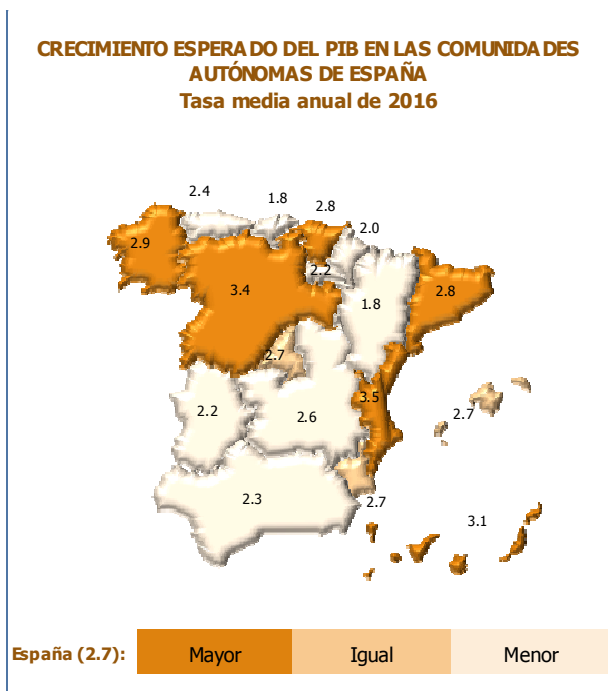 CRECIMIENTO ESPERADO DEL PIB EN LAS COMUNIDADES
AUTÓNOMAS DE ESPAÑA
Tasa media anual de 2016
2.4
1.8
2.8
2.0
2.9
2.2
3.4
2.8
1.8
2.7
3.5
2.2
2.6
2.7
2.3
2.7
3.1
España (2.7):
Mayor
Igual
Menor